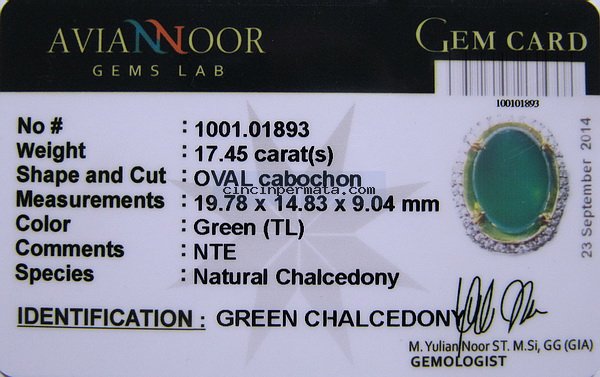 AVIANNOOR
GEMS LAB
GEM CARD
100101893
No # : 1001.01893
Weight : 17.45 carat(s)
Shape and Cut : OVAL cabochon
cincinpermata.com
Measurements : 19.78 x 14.83 x 9.04 mm
Color : Green (TL)
Comments : NTE
Species : Natural Chalcedony
23 September 2014
IDENTIFICATION : GREEN CHALCEDONY
M. Yulian Noor ST. M.Si, GG (GIA)
GEMOLOGIST